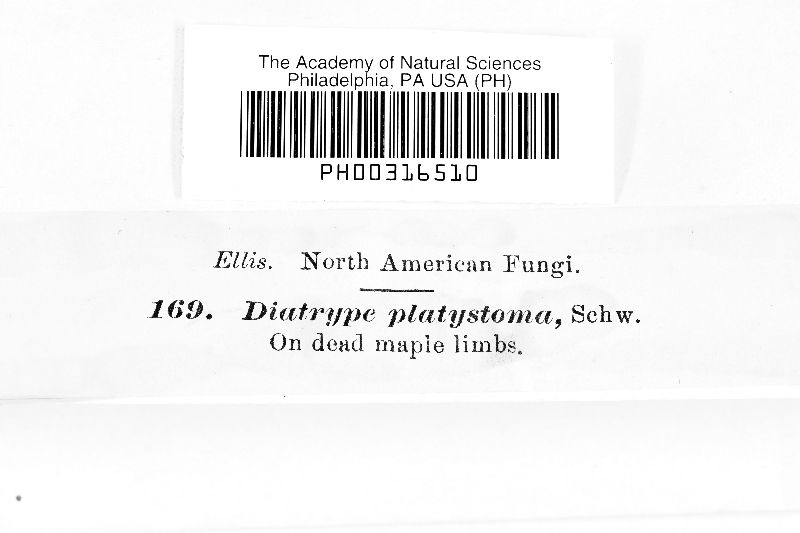 The Academy of Natural Sciences
Philadelphia, PA USA (PH)
PH00316510
Ellis. North American Fungi.
169. Diatrype platystoma, Schw.
On dead maple limbs.